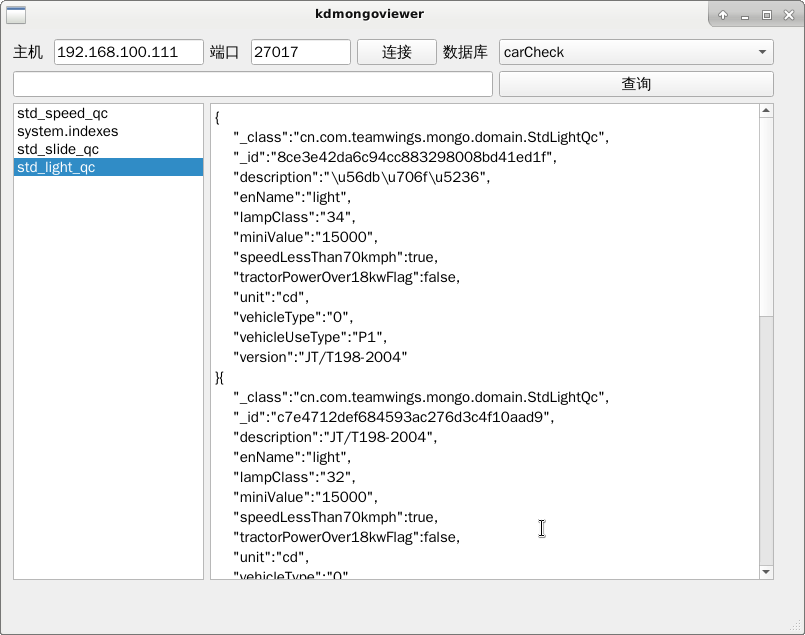 kdmongoviewer
主机 192.168.100.111 端口 27017 连接 数据库 carCheck
查询
std_speed_qc
system.indexes
std_slide_qc
std_light_qc
{
"_class":"cn.com.teamwings.mongo.domain.StdLightQc",
"_id":"8ce3e42da6c94cc883298008bd41ed1f",
"description":"\u56db\u706f\u5236",
"enName":"light",
"lampClass":"34",
"miniValue":"15000",
"speedLessThan70kmph":true,
"tractorPowerOver18kwFlag":false,
"unit":"cd",
"vehicleType":"0",
"vehicleUseType":"P1",
"version":"JT/T198-2004"
}{
"_class":"cn.com.teamwings.mongo.domain.StdLightQc",
"_id":"c7e4712def684593ac276d3c4f10aad9",
"description":"JT/T198-2004",
"enName":"light",
"lampClass":"32",
"miniValue":"15000",
"speedLessThan70kmph":true,
"tractorPowerOver18kwFlag":false,
"unit":"cd",
"vehicleType":"0"